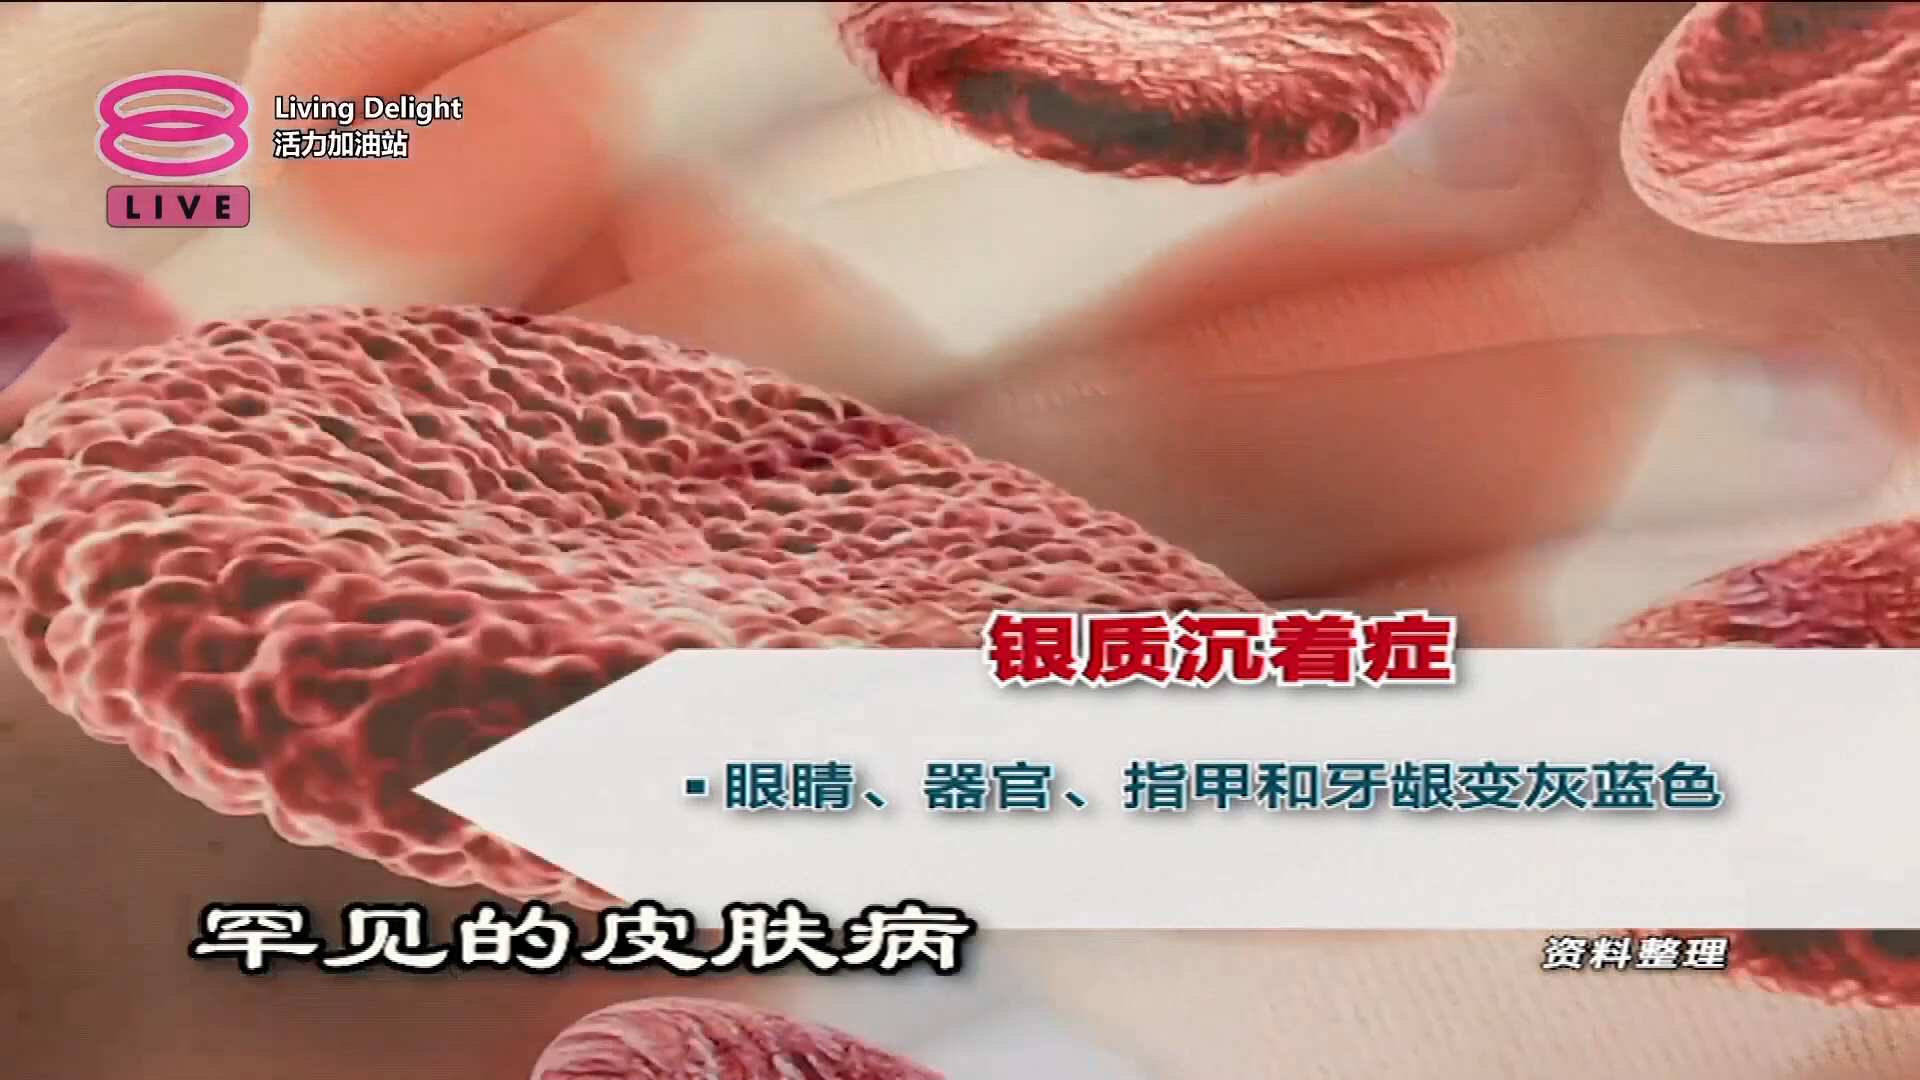 Living Delight
活力加油站
LIVE
银质沉着症
▪眼睛、器官、指甲和牙龈变灰蓝色
罕见的皮肤病
资料整理